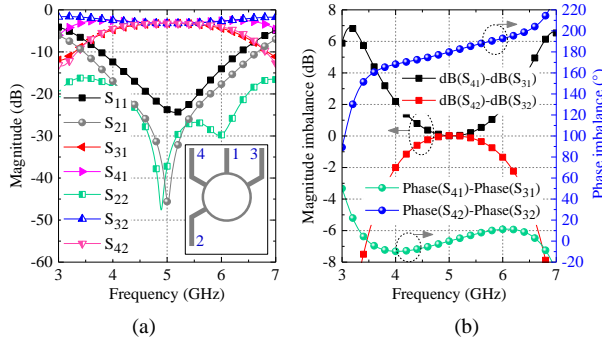 0
-10
-20
-30
-40
-50
-60
Magnitude (dB)
S11
S21
S31
S41
S22
S32
S42
4 1 3
2
3 4 5 6 7
Frequency (GHz)
(a)
8
6
4
2
0
-2
-4
-6
-8
Magnitude imbalance (dB)
dB(S41)-dB(S31)
dB(S42)-dB(S32)
Phase(S41)-Phase(S31)
Phase(S42)-Phase(S32)
220
200
180
160
140
120
100
80
60
40
20
0
-20
Phase imbalance (°)
3 4 5 6 7
Frequency (GHz)
(b)